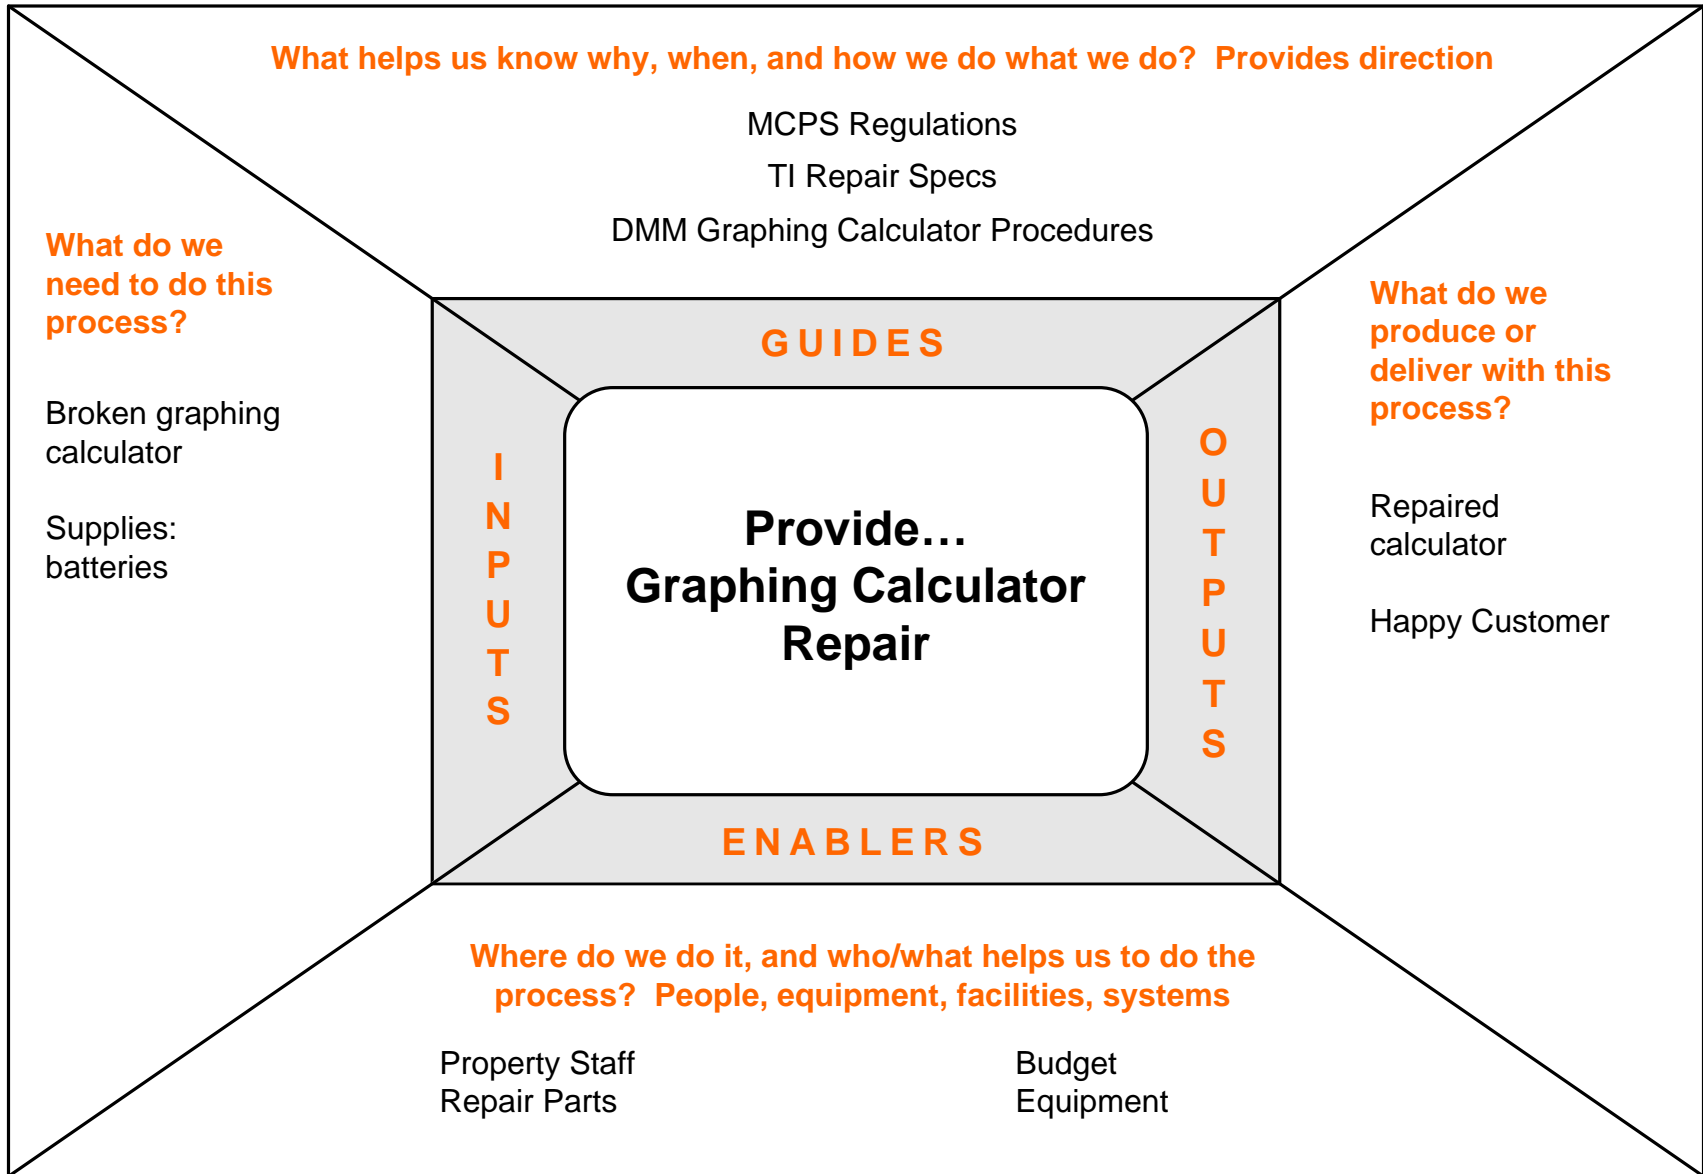 What helps us know why, when, and how we do what we do?  Provides direction
MCPS Regulations
TI Repair Specs
DMM Graphing Calculator Procedures
What do we
need to do this
process?
Broken graphing
calculator
Supplies:
batteries
GUIDES
INPUTS
Provide…
Graphing Calculator
Repair
OUTPUTS
ENABLERS
What do we
produce or
deliver with this
process?
Repaired
calculator
Happy Customer
Where do we do it, and who/what helps us to do the
process?  People, equipment, facilities, systems
Property Staff
Repair Parts
Budget
Equipment